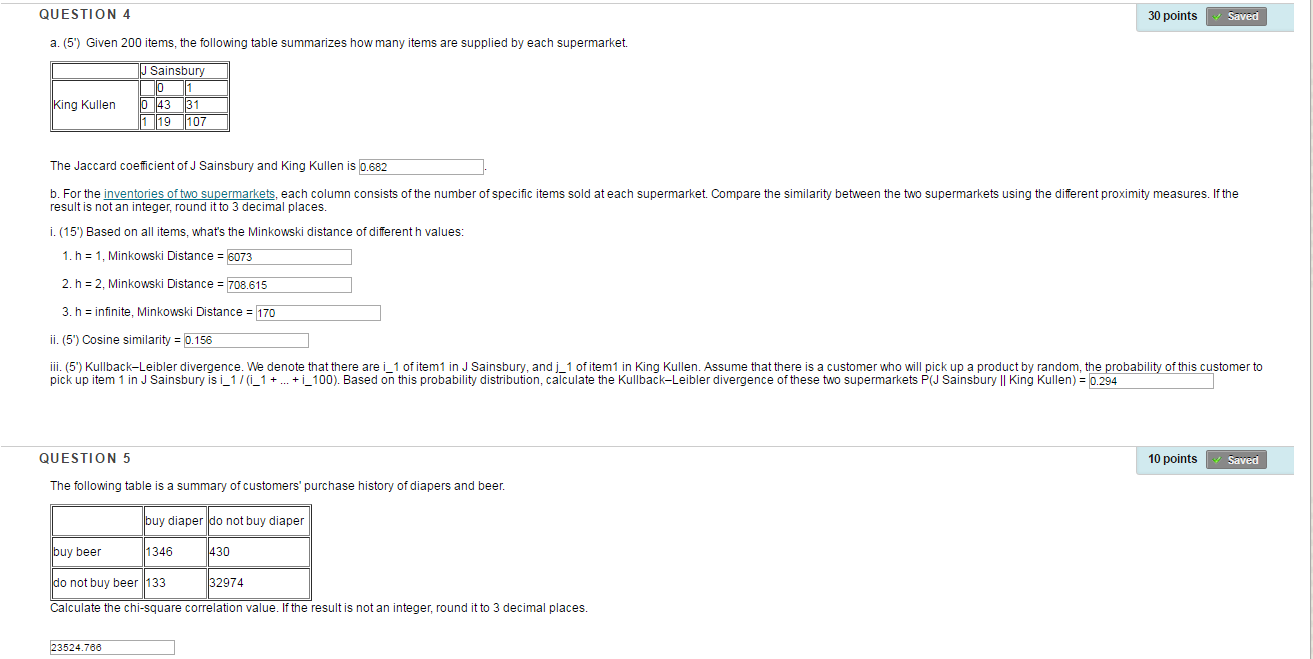 QUESTION 4
30 points
✓ Saved
a. (5') Given 200 items, the following table summarizes how many items are supplied by each supermarket.
J Sainsbury
0 1
King Kullen 0 43 31
1 19 107
The Jaccard coefficient of J Sainsbury and King Kullen is 0.682.
b. For the inventories of two supermarkets, each column consists of the number of specific items sold at each supermarket. Compare the similarity between the two supermarkets using the different proximity measures. If the
result is not an integer, round it to 3 decimal places.
i. (15') Based on all items, what's the Minkowski distance of different h values:
1. h = 1, Minkowski Distance = 6073
2. h = 2, Minkowski Distance = 708.615
3. h = infinite, Minkowski Distance = 170
ii. (5') Cosine similarity = 0.156
iii. (5') Kullback–Leibler divergence. We denote that there are i_1 of item1 in J Sainsbury, and j_1 of item1 in King Kullen. Assume that there is a customer who will pick up a product by random, the probability of this customer to
pick up item 1 in J Sainsbury is i_1 / (i_1 + ... + i_100). Based on this probability distribution, calculate the Kullback–Leibler divergence of these two supermarkets P(J Sainsbury || King Kullen) = 0.294
QUESTION 5
10 points
✓ Saved
The following table is a summary of customers' purchase history of diapers and beer.
buy diaper do not buy diaper
buy beer 1346 430
do not buy beer 133 32974
Calculate the chi-square correlation value. If the result is not an integer, round it to 3 decimal places.
23524.766